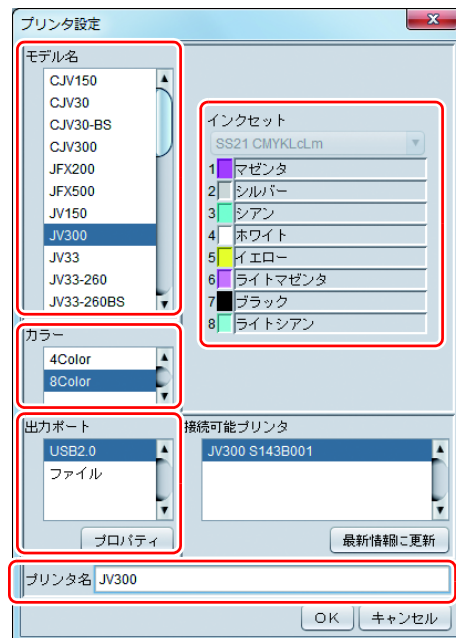 プリンタ設定
モデル名
CJV150
CJV30
CJV30-BS
CJV300
JFX200
JFX500
JV150
JV300
JV33
JV33-260
JV33-260BS
インクセット
SS21 CMYKLcLm
1 マゼンタ
2 シルバー
3 シアン
4 ホワイト
5 イエロー
6 ライトマゼンタ
7 ブラック
8 ライトシアン
カラー
4Color
8Color
出力ポート
USB2.0
ファイル
プロパティ
接続可能プリンタ
JV300 S143B001
最新情報に更新
プリンタ名 JV300
OK キャンセル